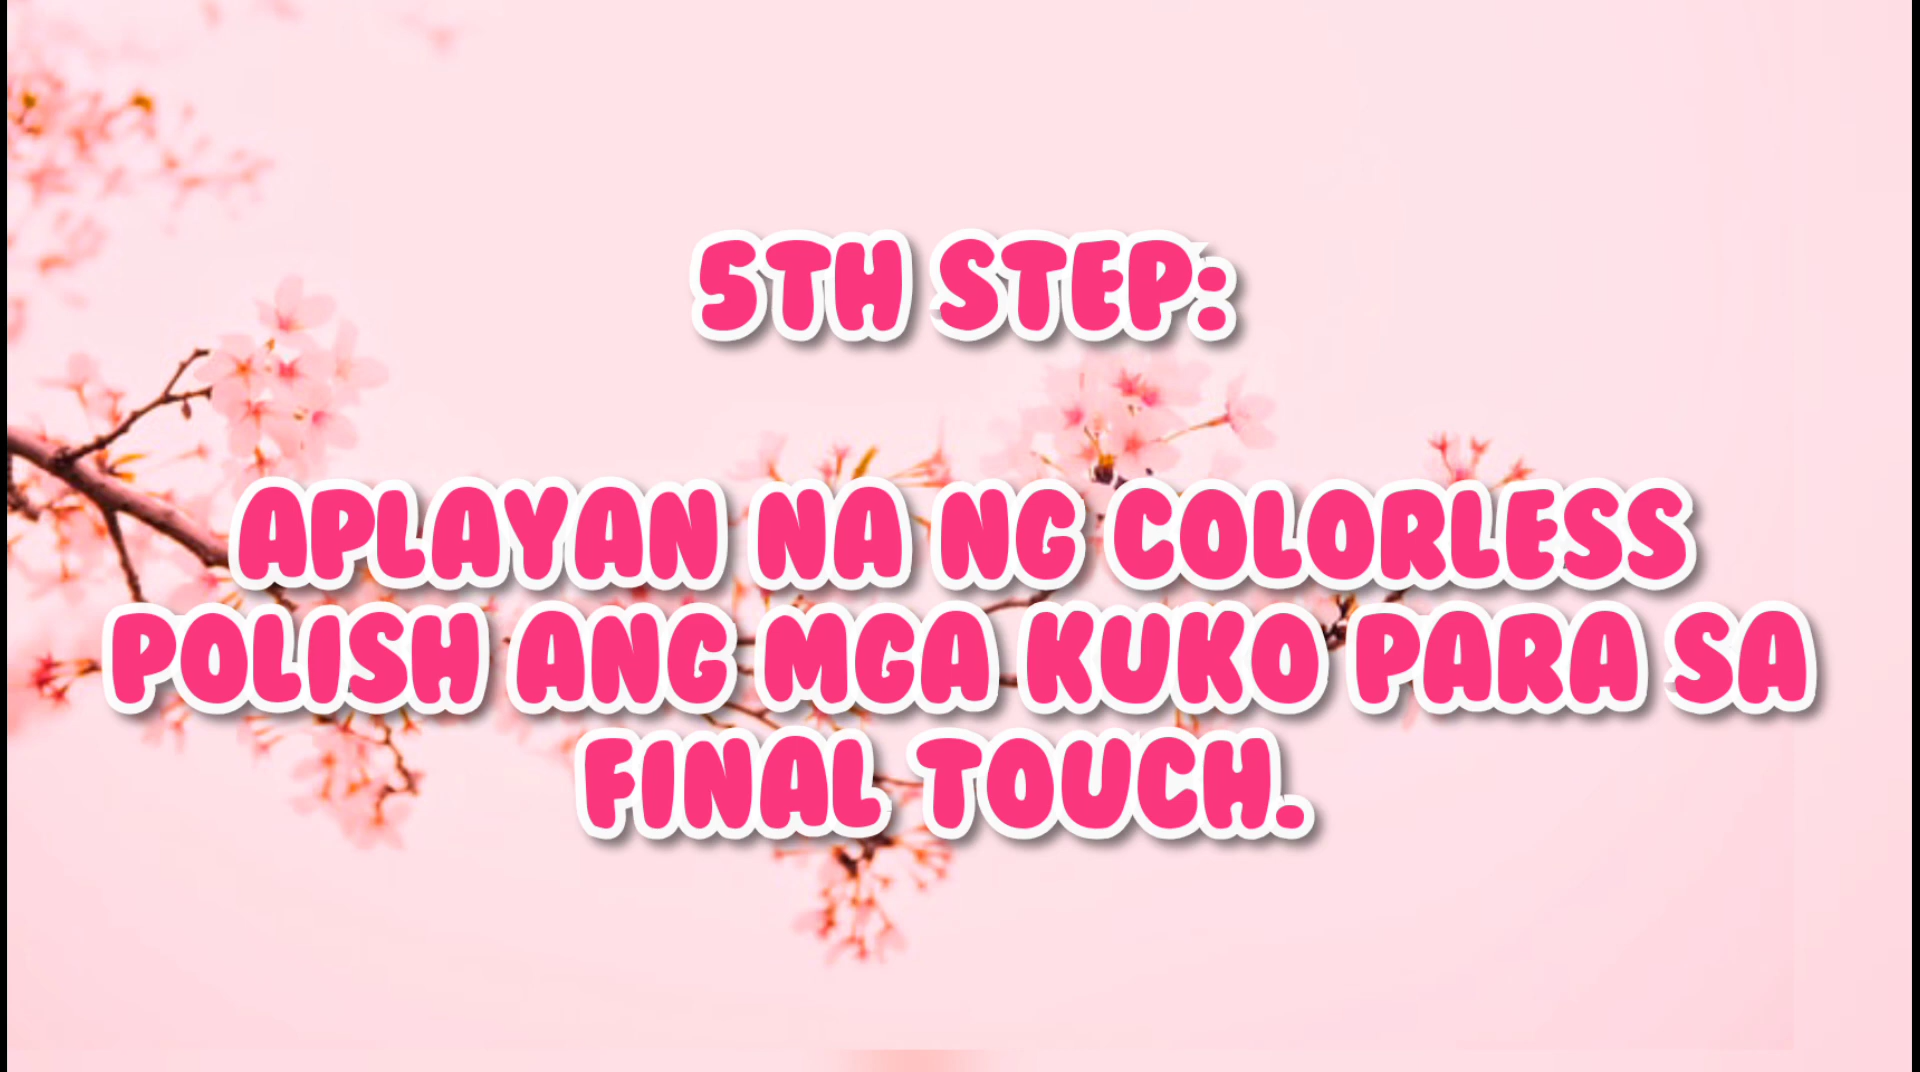 5TH STEP:
APLAYAN NA NG COLORLESS
POLISH ANG MGA KUKO PARA SA
FINAL TOUCH.